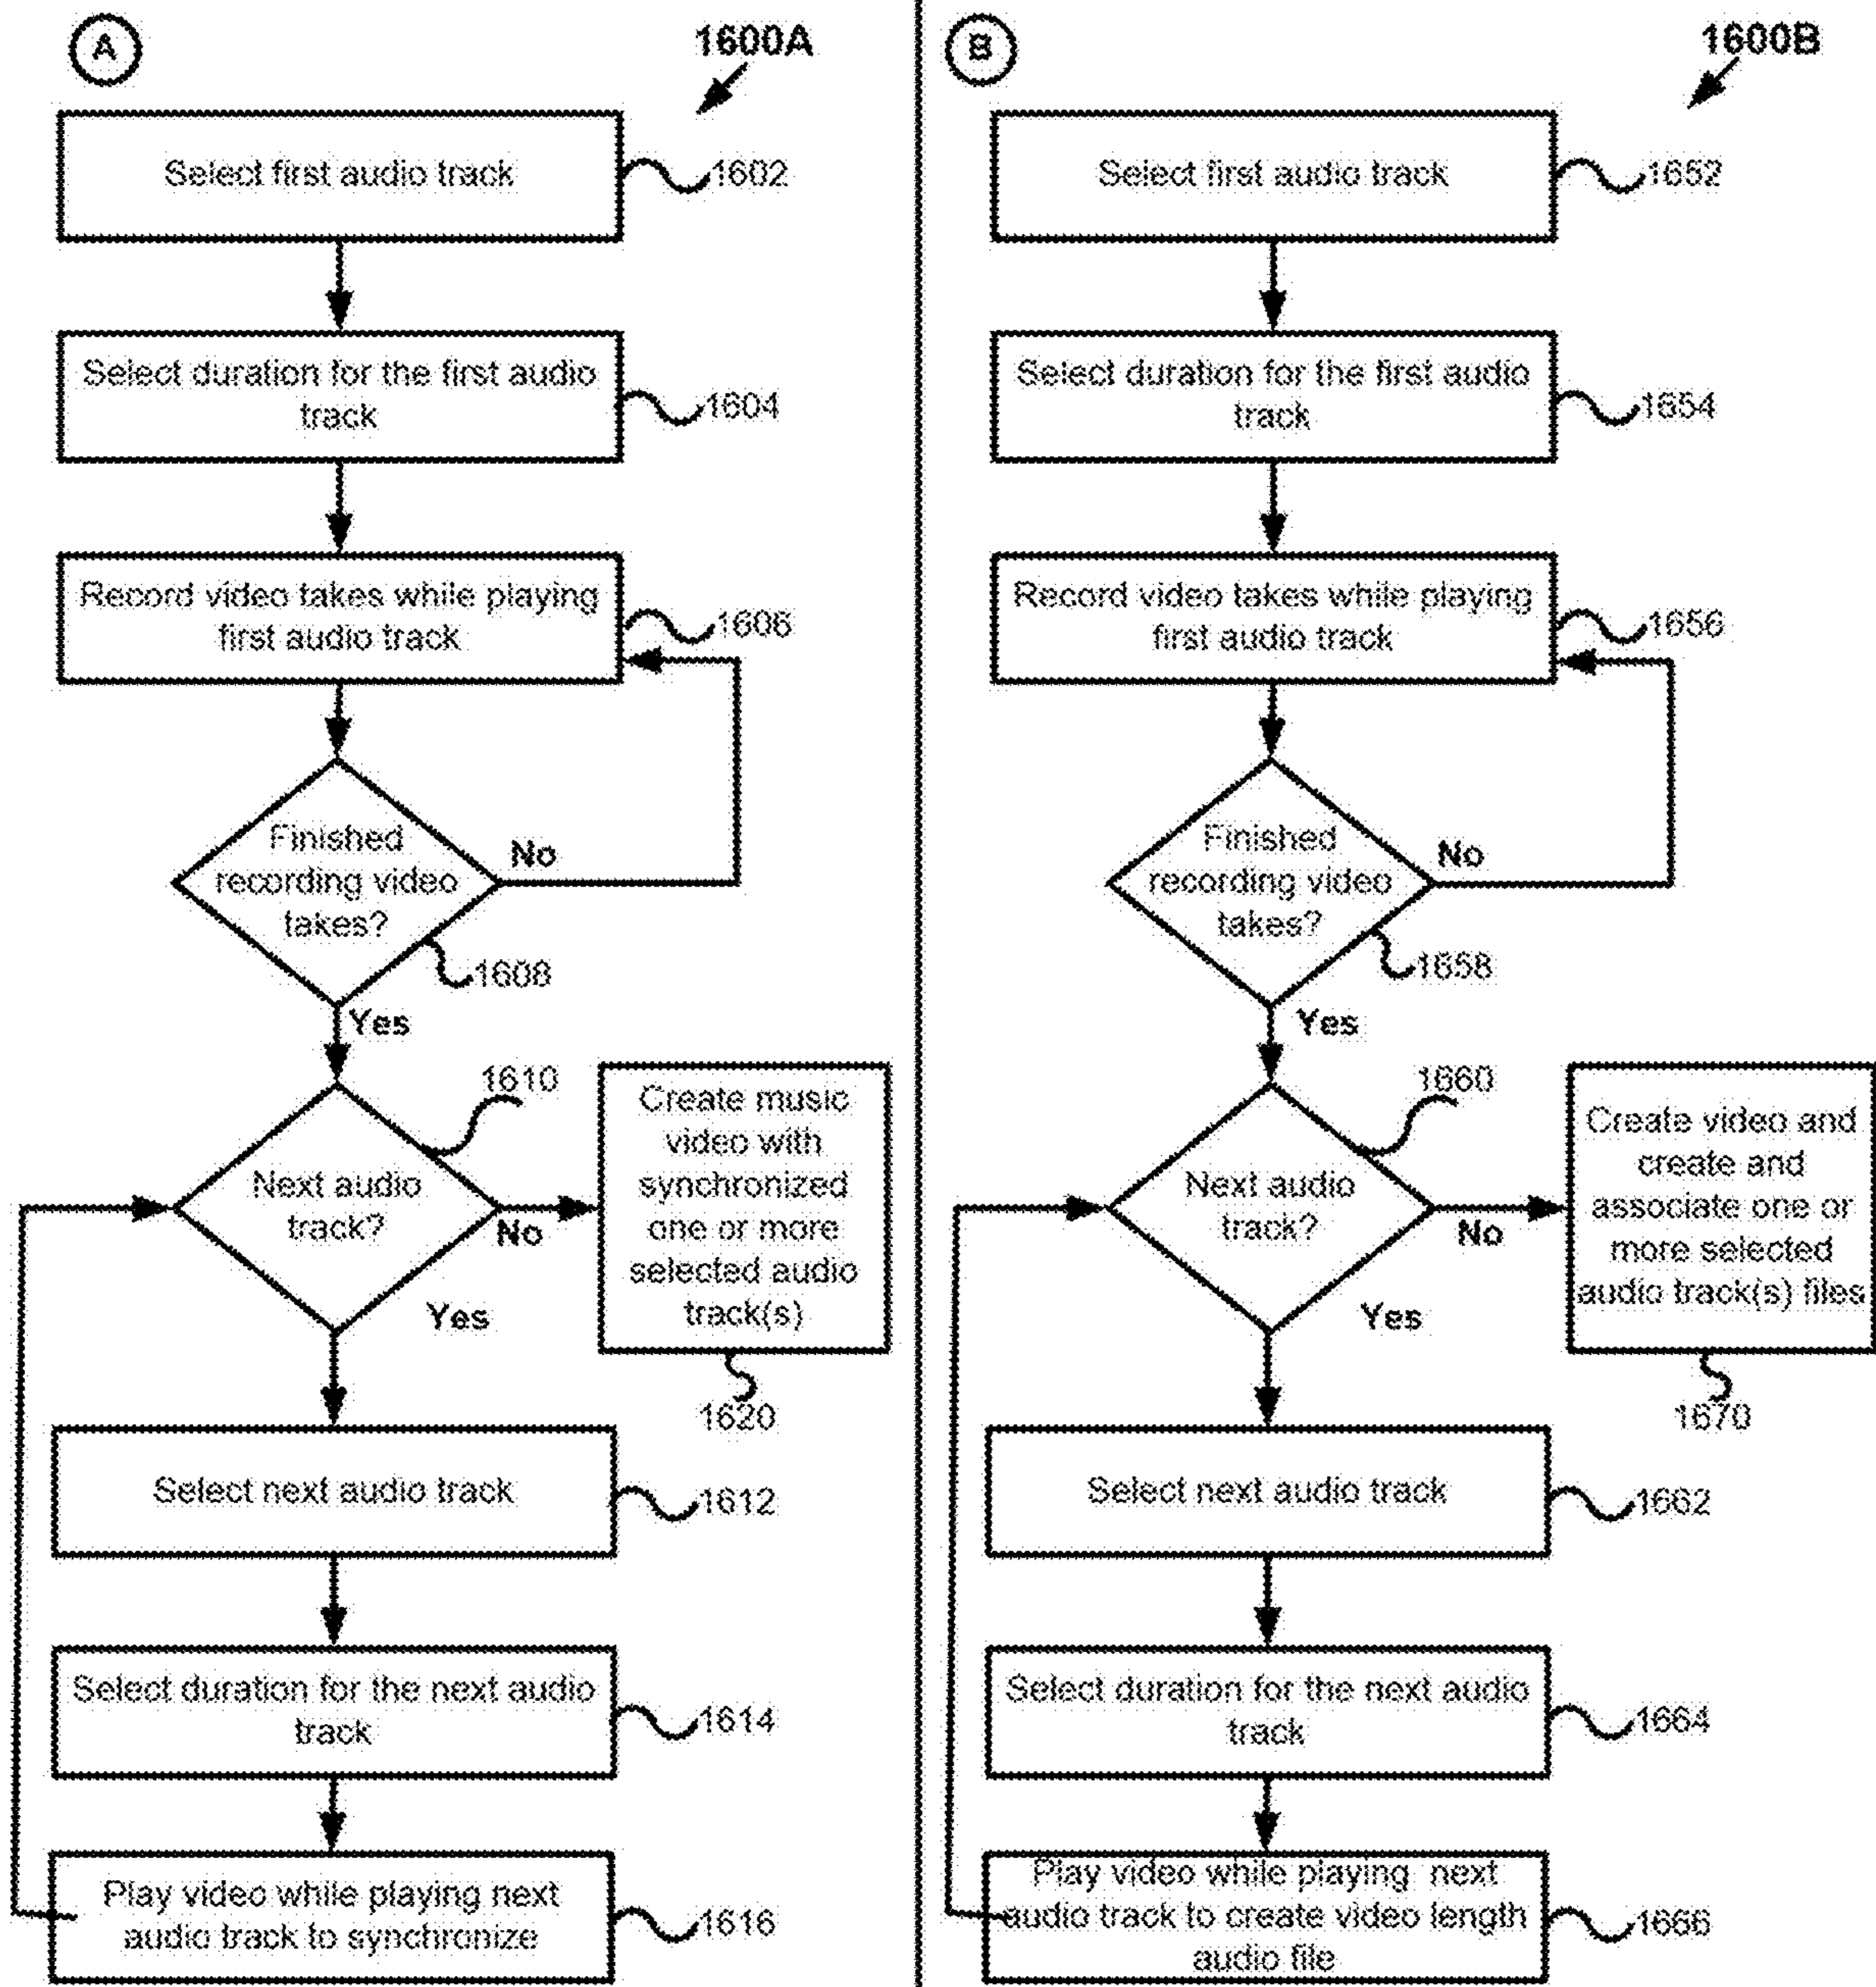 A
1600A
Select first audio track
1602
Select duration for the first audio
track
1604
Record video takes while playing
first audio track
1606
Finished
recording video
takes?
No
1608
Yes
1610
Next audio
track?
No
Yes
Create music
video with
synchronized
one or more
selected audio
track(s)
1620
Select next audio track
1612
Select duration for the next audio
track
1614
Play video while playing next
audio track to synchronize
1616
B
1600B
Select first audio track
1652
Select duration for the first audio
track
1654
Record video takes while playing
first audio track
1656
Finished
recording video
takes?
No
1658
Yes
1660
Next audio
track?
No
Yes
Create video and
create and
associate one or
more selected
audio track(s) files
1670
Select next audio track
1662
Select duration for the next audio
track
1664
Play video while playing next
audio track to create video length
audio file
1666